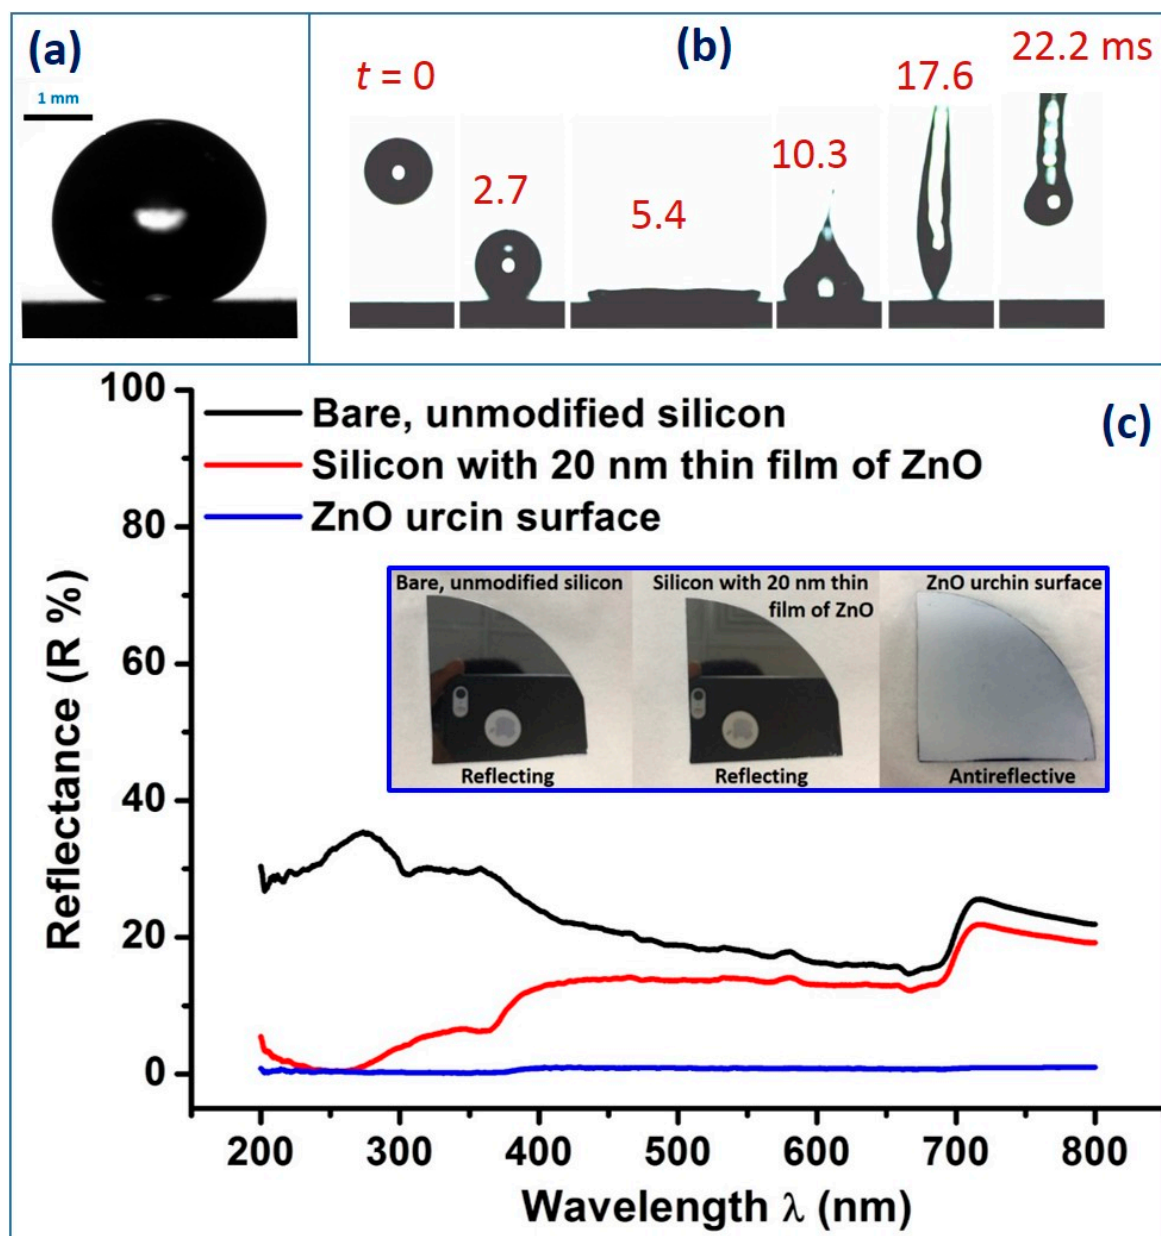 (a)
1 mm
(b)
t = 0
2.7
5.4
10.3
17.6
22.2 ms
(c)
100
80
60
40
20
0
Reflectance (R %)
Bare, unmodified silicon
Silicon with 20 nm thin film of ZnO
ZnO urcin surface
Bare, unmodified silicon
Reflecting
Silicon with 20 nm thin
film of ZnO
Reflecting
ZnO urchin surface
Antireflective
200 300 400 500 600 700 800
Wavelength λ (nm)